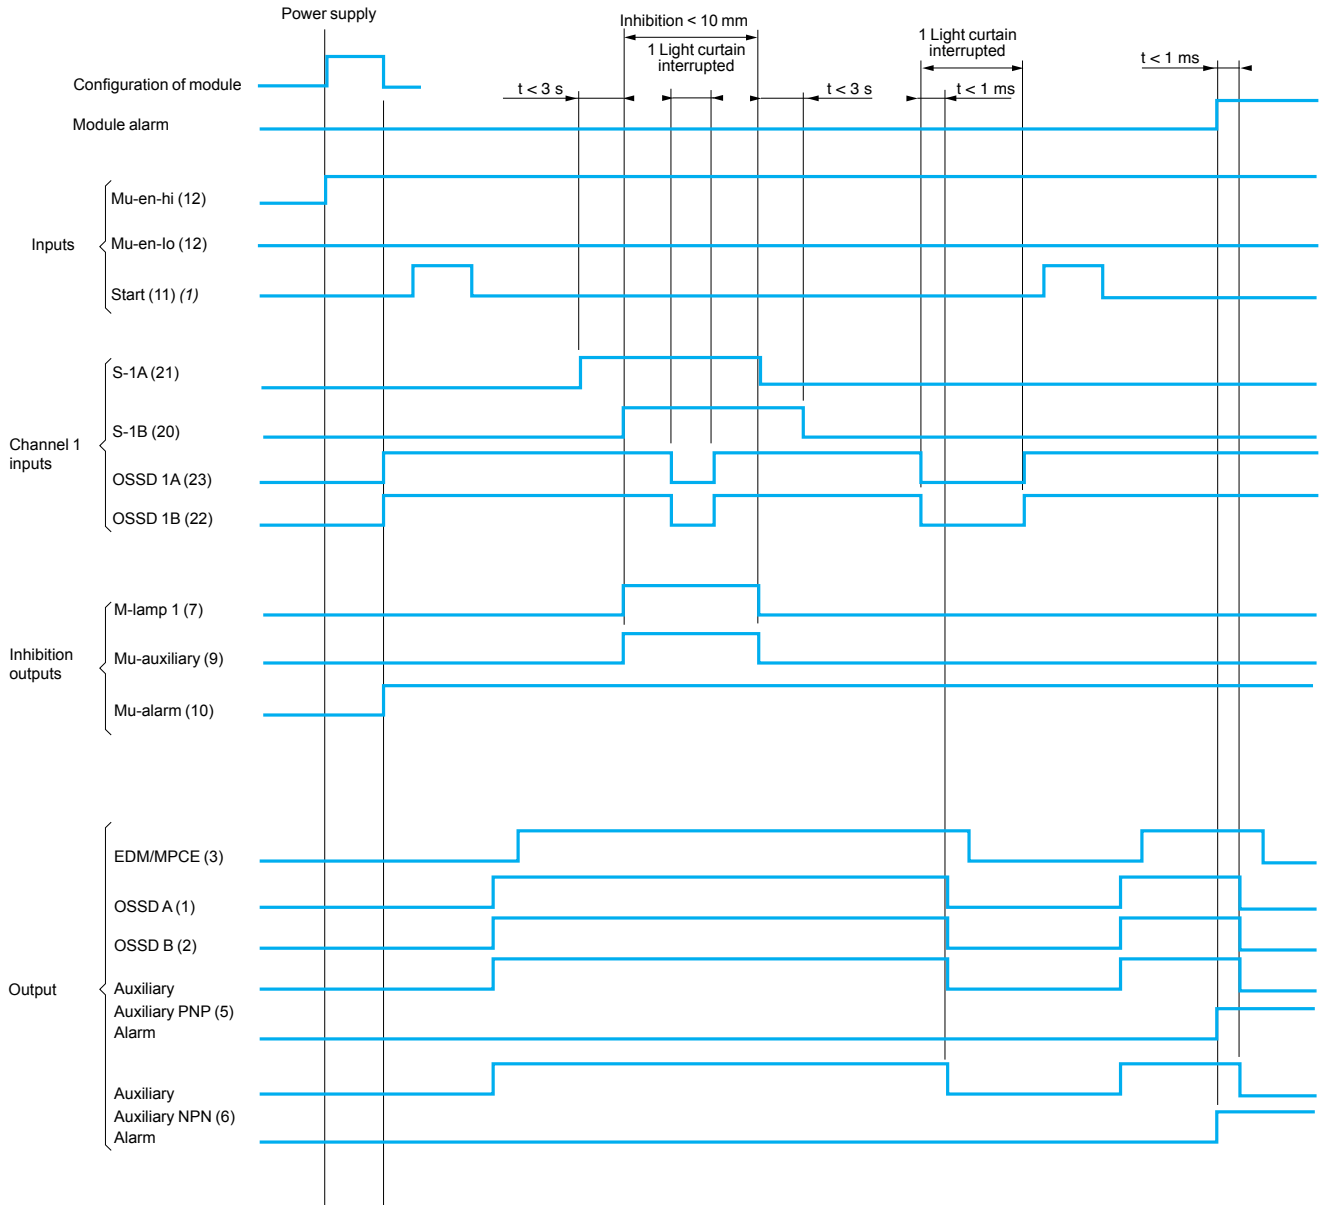 Power supply
Inhibition < 10 mm
1 Light curtain
interrupted
1 Light curtain
interrupted
t < 1 ms
Configuration of module
t < 3 s
t < 3 s
t < 1 ms
Module alarm
Inputs
Mu-en-hi (12)
Mu-en-lo (12)
Start (11) (1)
Channel 1
inputs
S-1A (21)
S-1B (20)
OSSD 1A (23)
OSSD 1B (22)
Inhibition
outputs
M-lamp 1 (7)
Mu-auxiliary (9)
Mu-alarm (10)
Output
EDM/MPCE (3)
OSSD A (1)
OSSD B (2)
Auxiliary
Auxiliary PNP (5)
Alarm
Auxiliary
Auxiliary NPN (6)
Alarm